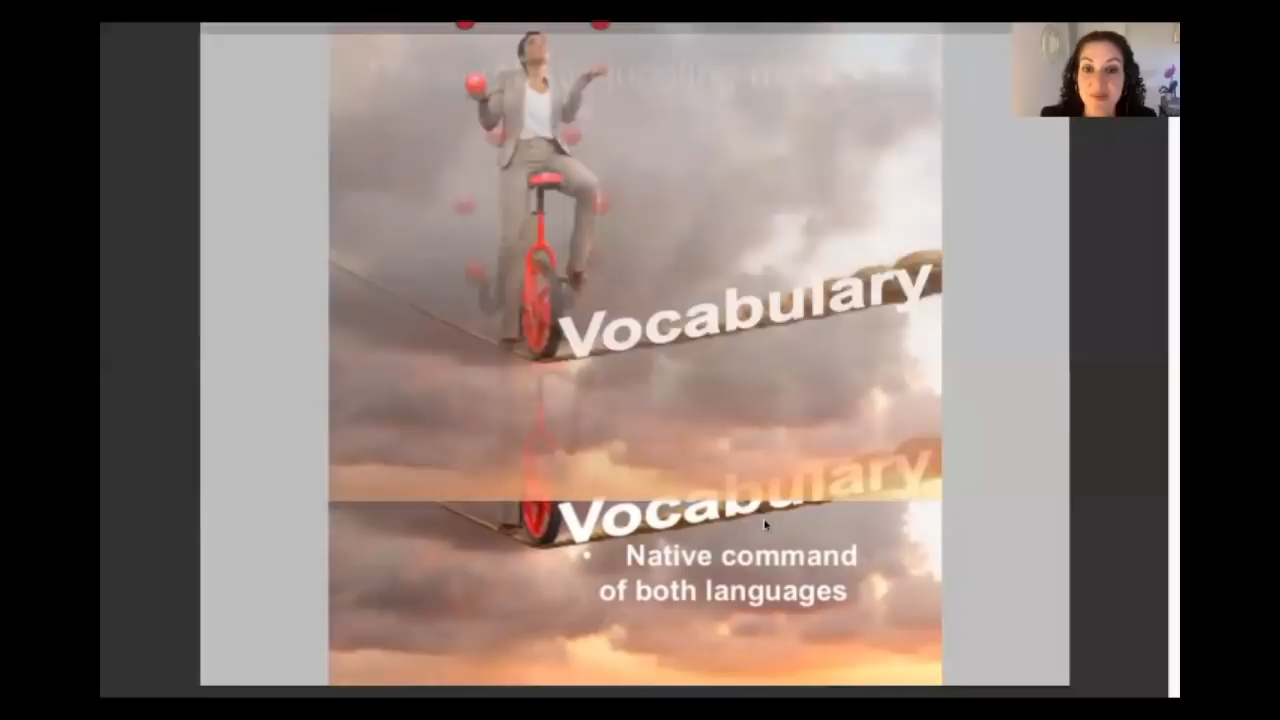 Vocabulary
Vocabulary
• Native command
of both languages